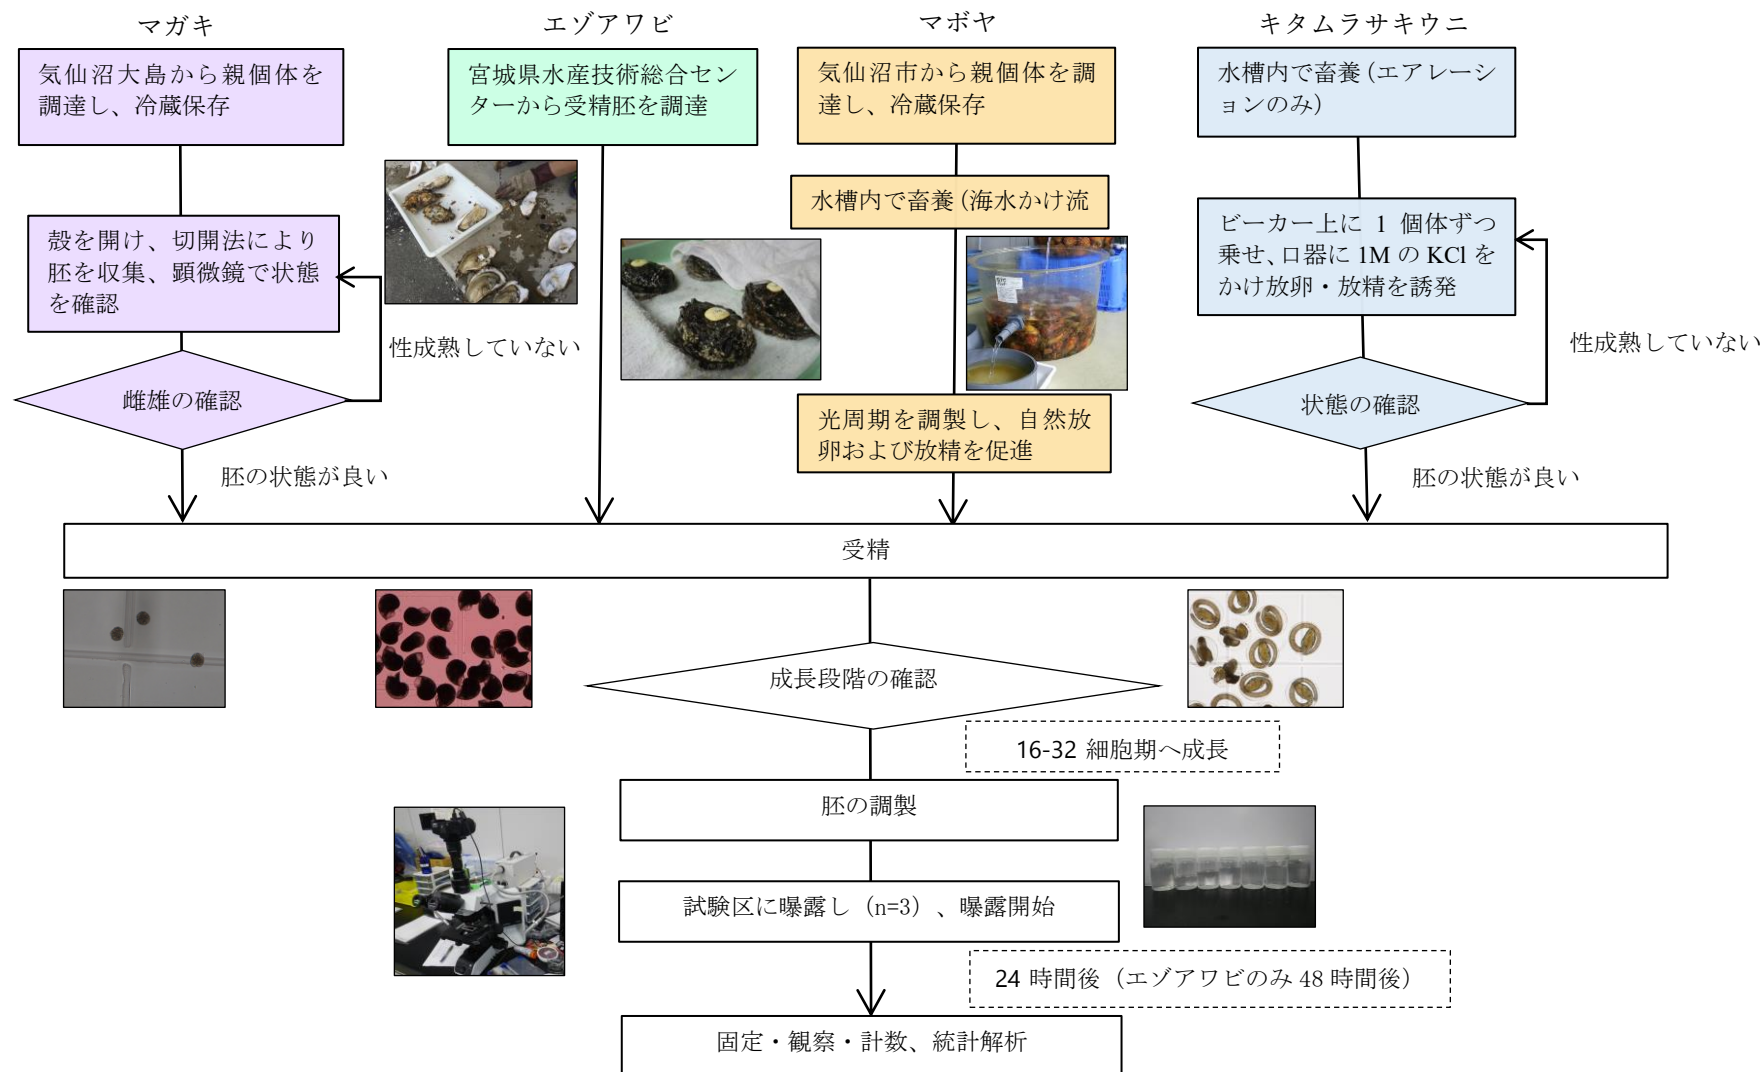 マガキ
エゾアワビ
マボヤ
キタムラサキウニ
気仙沼大島から親個体を
調達し、冷蔵保存
宮城県水産技術総合セン
ターから受精胚を調達
気仙沼市から親個体を調
達し、冷蔵保存
水槽内で畜養(エアレーシ
ョンのみ)
水槽内で畜養(海水かけ流
殻を開け、切開法により
胚を収集、顕微鏡で状態
を確認
ビーカー上に 1 個体ずつ
乗せ、口器に 1M の KCl を
かけ放卵・放精を誘発
性成熟していない
性成熟していない
雌雄の確認
光周期を調製し、自然放
卵および放精を促進
状態の確認
胚の状態が良い
胚の状態が良い
受精
成長段階の確認
16-32 細胞期へ成長
胚の調製
試験区に曝露し（n=3）、曝露開始
24 時間後（エゾアワビのみ 48 時間後）
固定・観察・計数、統計解析